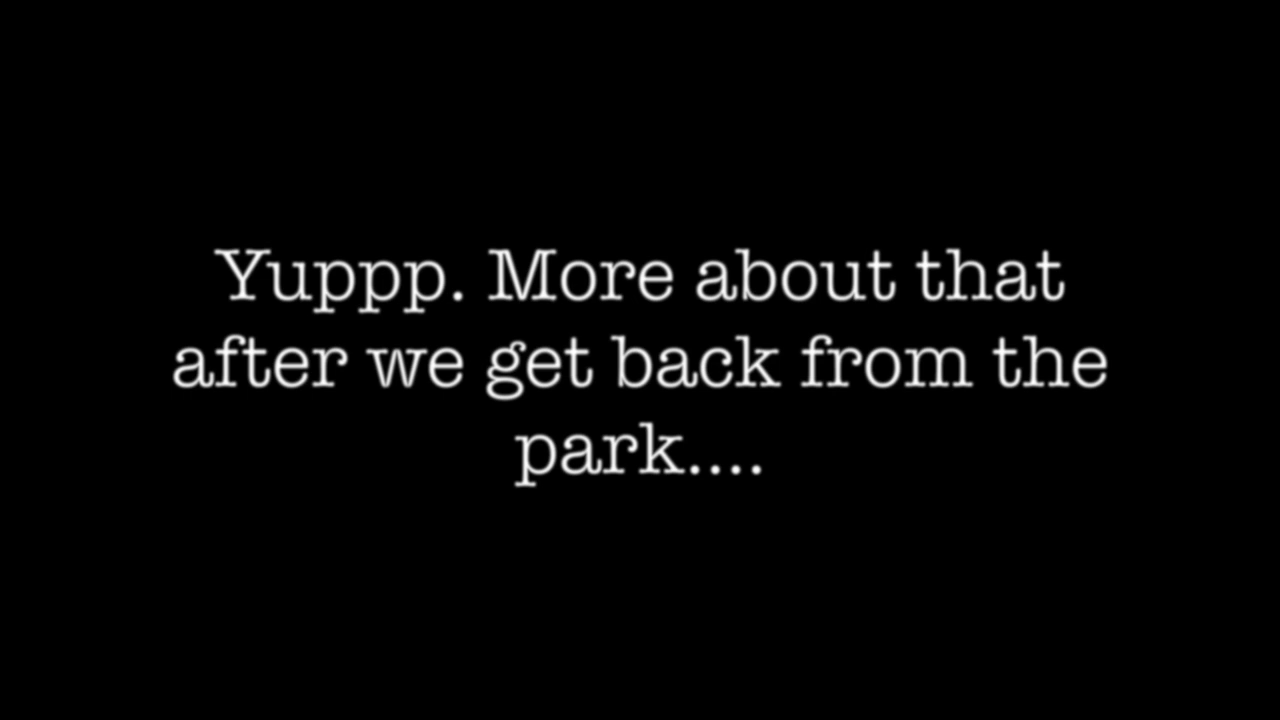 Yuppp. More about that
after we get back from the
park....